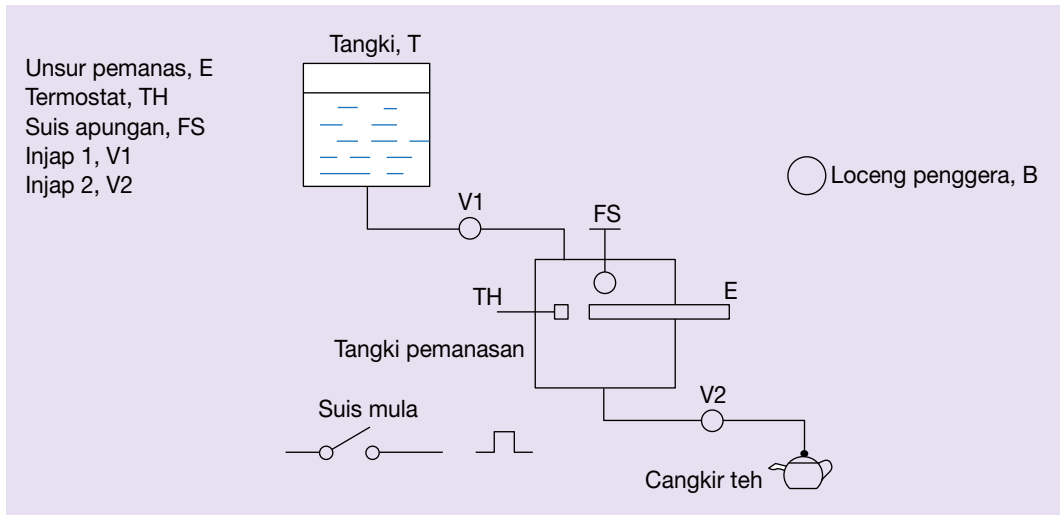 Tangki, T
Unsur pemanas, E
Termostat, TH
Suis apungan, FS
Injap 1, V1
Injap 2, V2
Loceng penggera, B
V1
FS
TH
E
Tangki pemanasan
V2
Suis mula
Cangkir teh